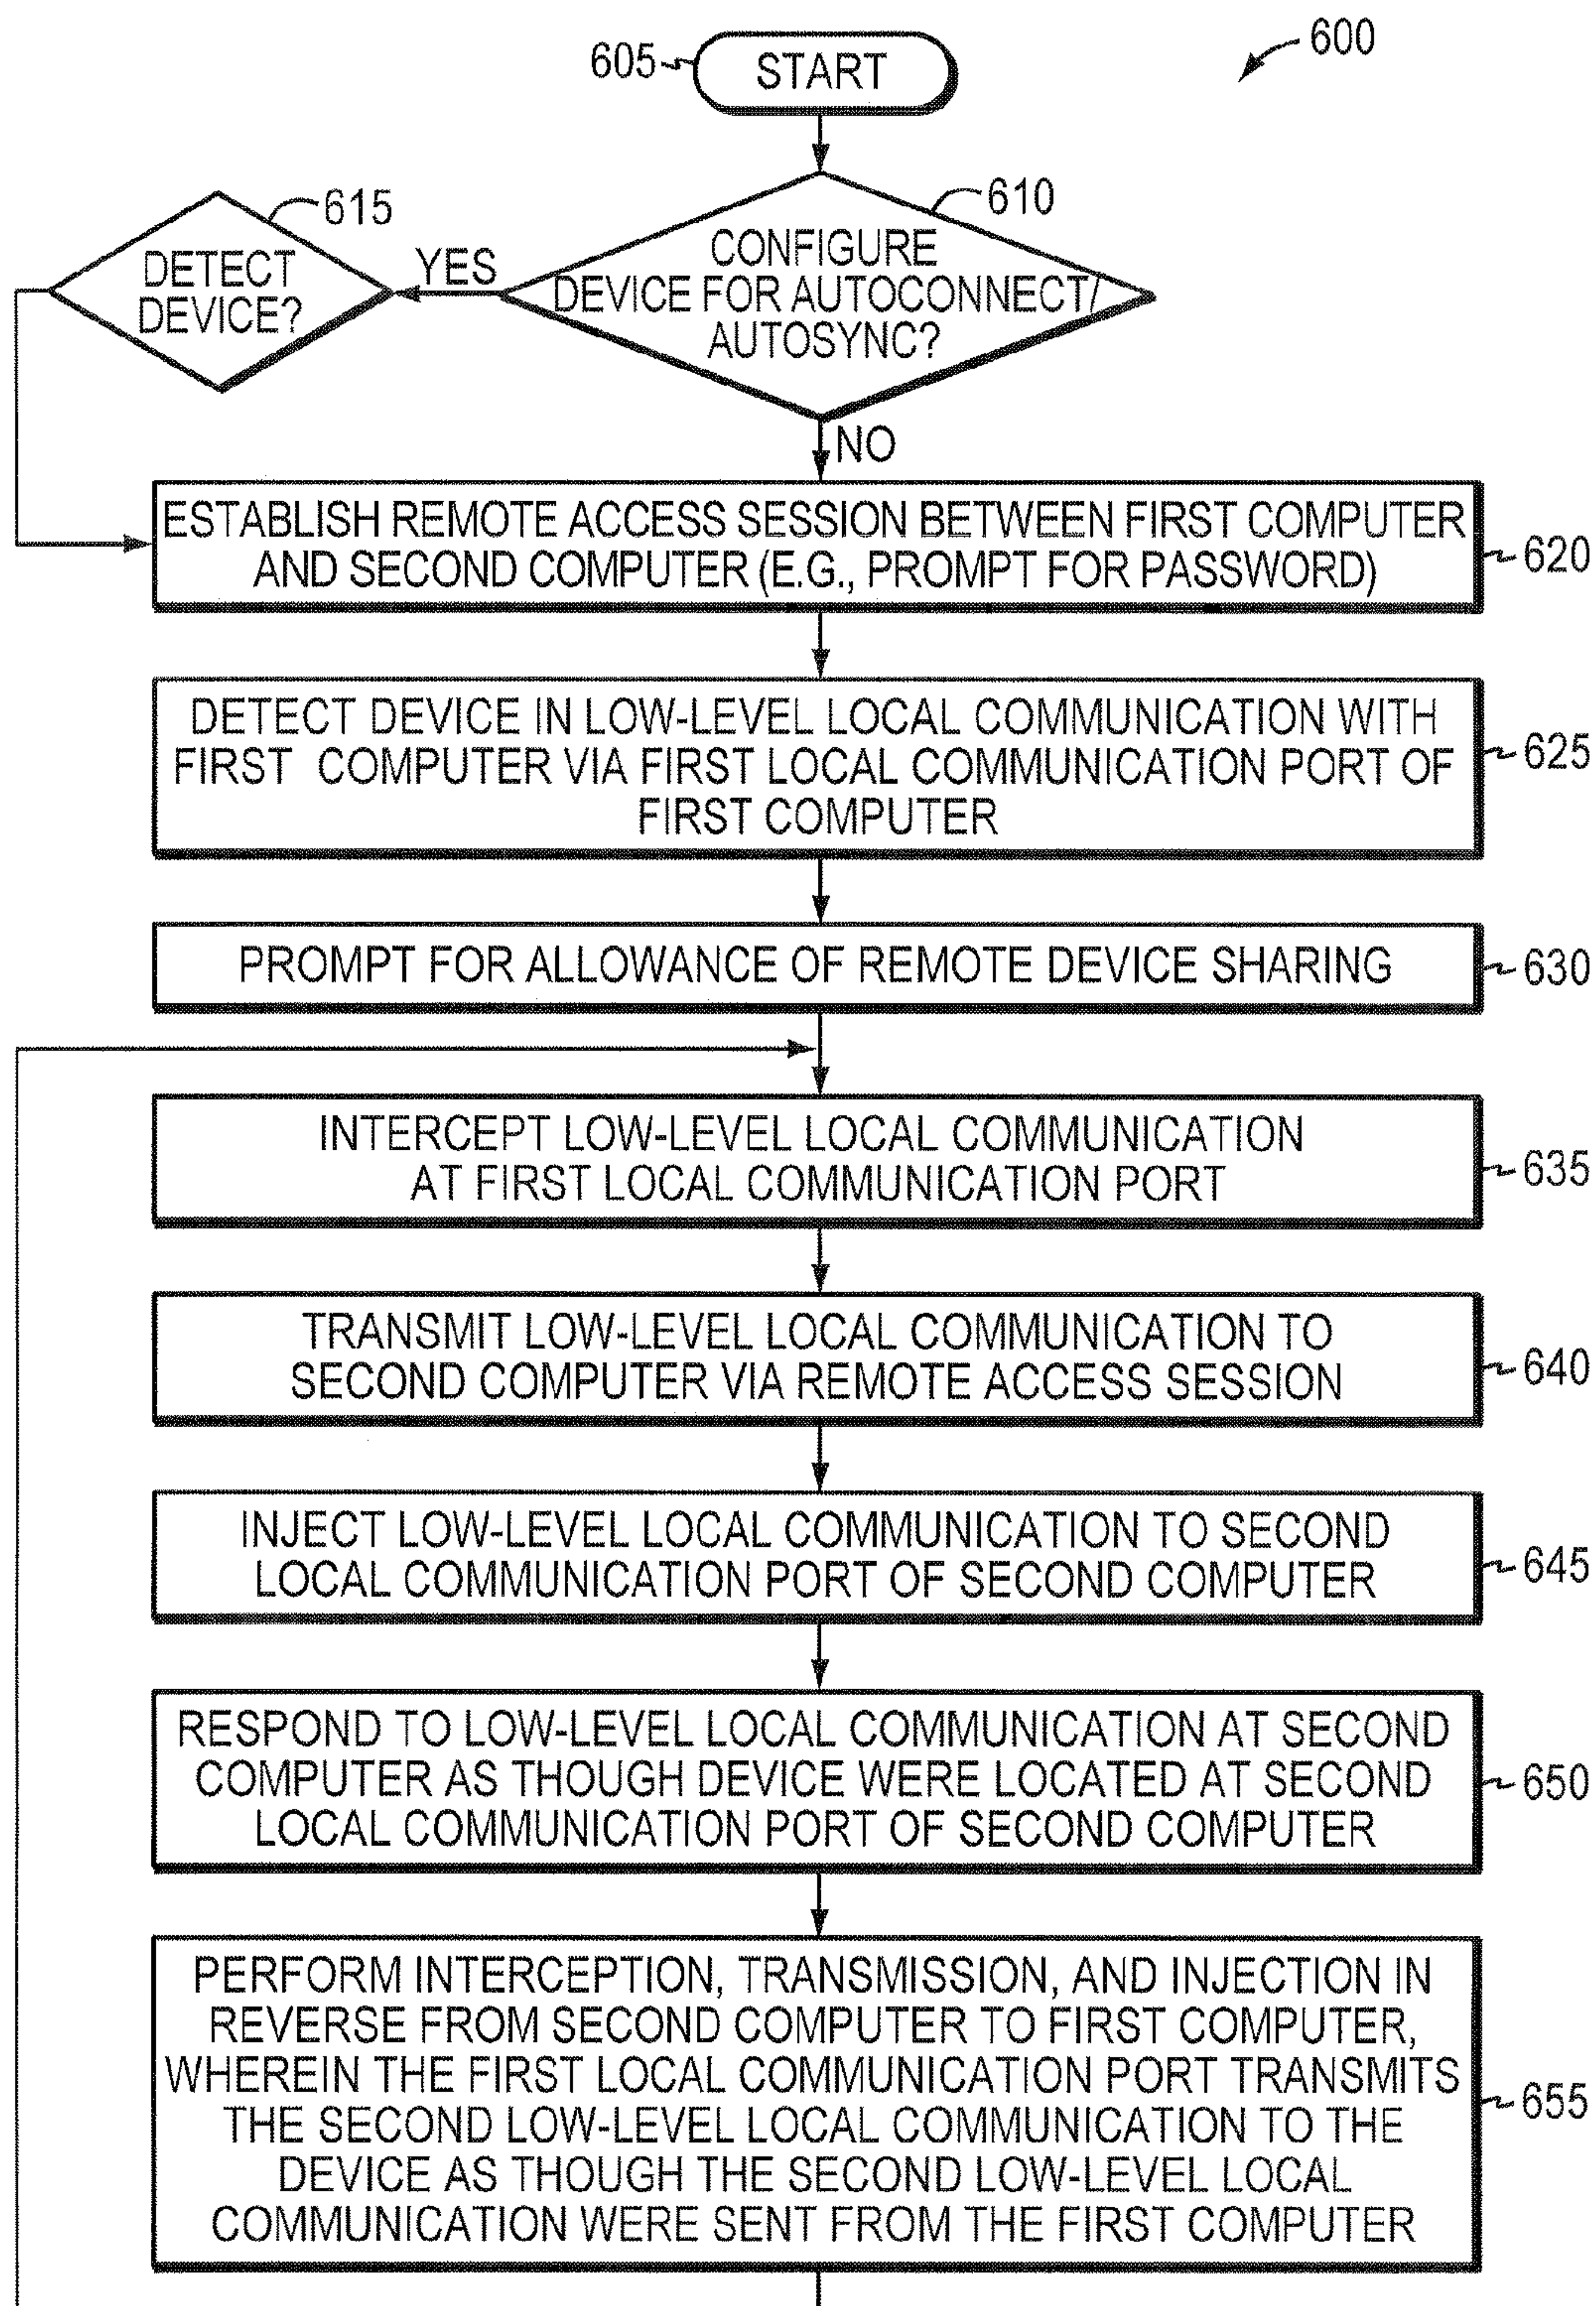 600
605
START
610
CONFIGURE
DEVICE FOR AUTOCONNECT/
AUTOSYNC?
615
DETECT
DEVICE?
YES
NO
ESTABLISH REMOTE ACCESS SESSION BETWEEN FIRST COMPUTER
AND SECOND COMPUTER (E.G., PROMPT FOR PASSWORD)
620
DETECT DEVICE IN LOW-LEVEL LOCAL COMMUNICATION WITH
FIRST COMPUTER VIA FIRST LOCAL COMMUNICATION PORT OF
FIRST COMPUTER
625
PROMPT FOR ALLOWANCE OF REMOTE DEVICE SHARING
630
INTERCEPT LOW-LEVEL LOCAL COMMUNICATION
AT FIRST LOCAL COMMUNICATION PORT
635
TRANSMIT LOW-LEVEL LOCAL COMMUNICATION TO
SECOND COMPUTER VIA REMOTE ACCESS SESSION
640
INJECT LOW-LEVEL LOCAL COMMUNICATION TO SECOND
LOCAL COMMUNICATION PORT OF SECOND COMPUTER
645
RESPOND TO LOW-LEVEL LOCAL COMMUNICATION AT SECOND
COMPUTER AS THOUGH DEVICE WERE LOCATED AT SECOND
LOCAL COMMUNICATION PORT OF SECOND COMPUTER
650
PERFORM INTERCEPTION, TRANSMISSION, AND INJECTION IN
REVERSE FROM SECOND COMPUTER TO FIRST COMPUTER,
WHEREIN THE FIRST LOCAL COMMUNICATION PORT TRANSMITS
THE SECOND LOW-LEVEL LOCAL COMMUNICATION TO THE
DEVICE AS THOUGH THE SECOND LOW-LEVEL LOCAL
COMMUNICATION WERE SENT FROM THE FIRST COMPUTER
655